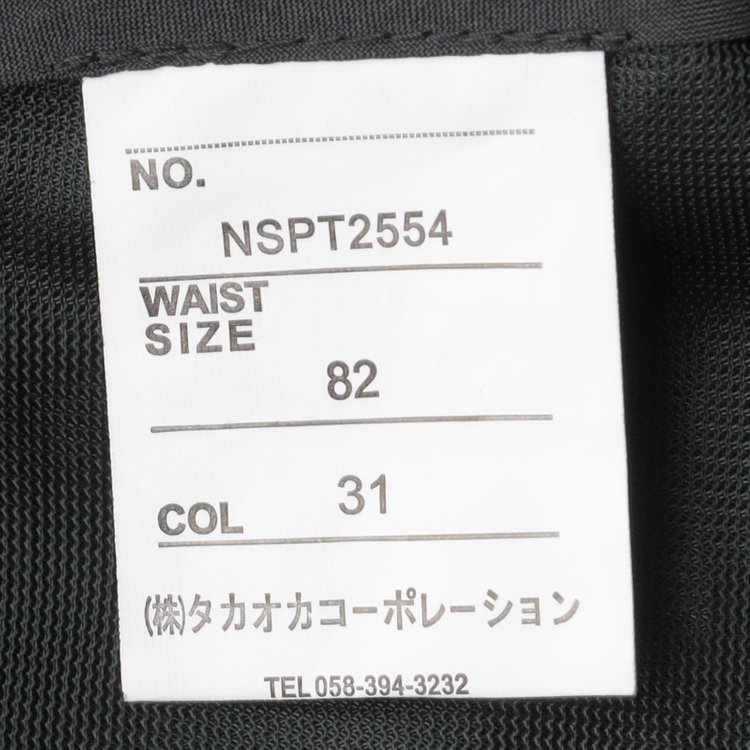 NO.
NSPT2554
WAIST
SIZE
82
COL 31
(株)タカオカコーポレーション
TEL 058-394-3232